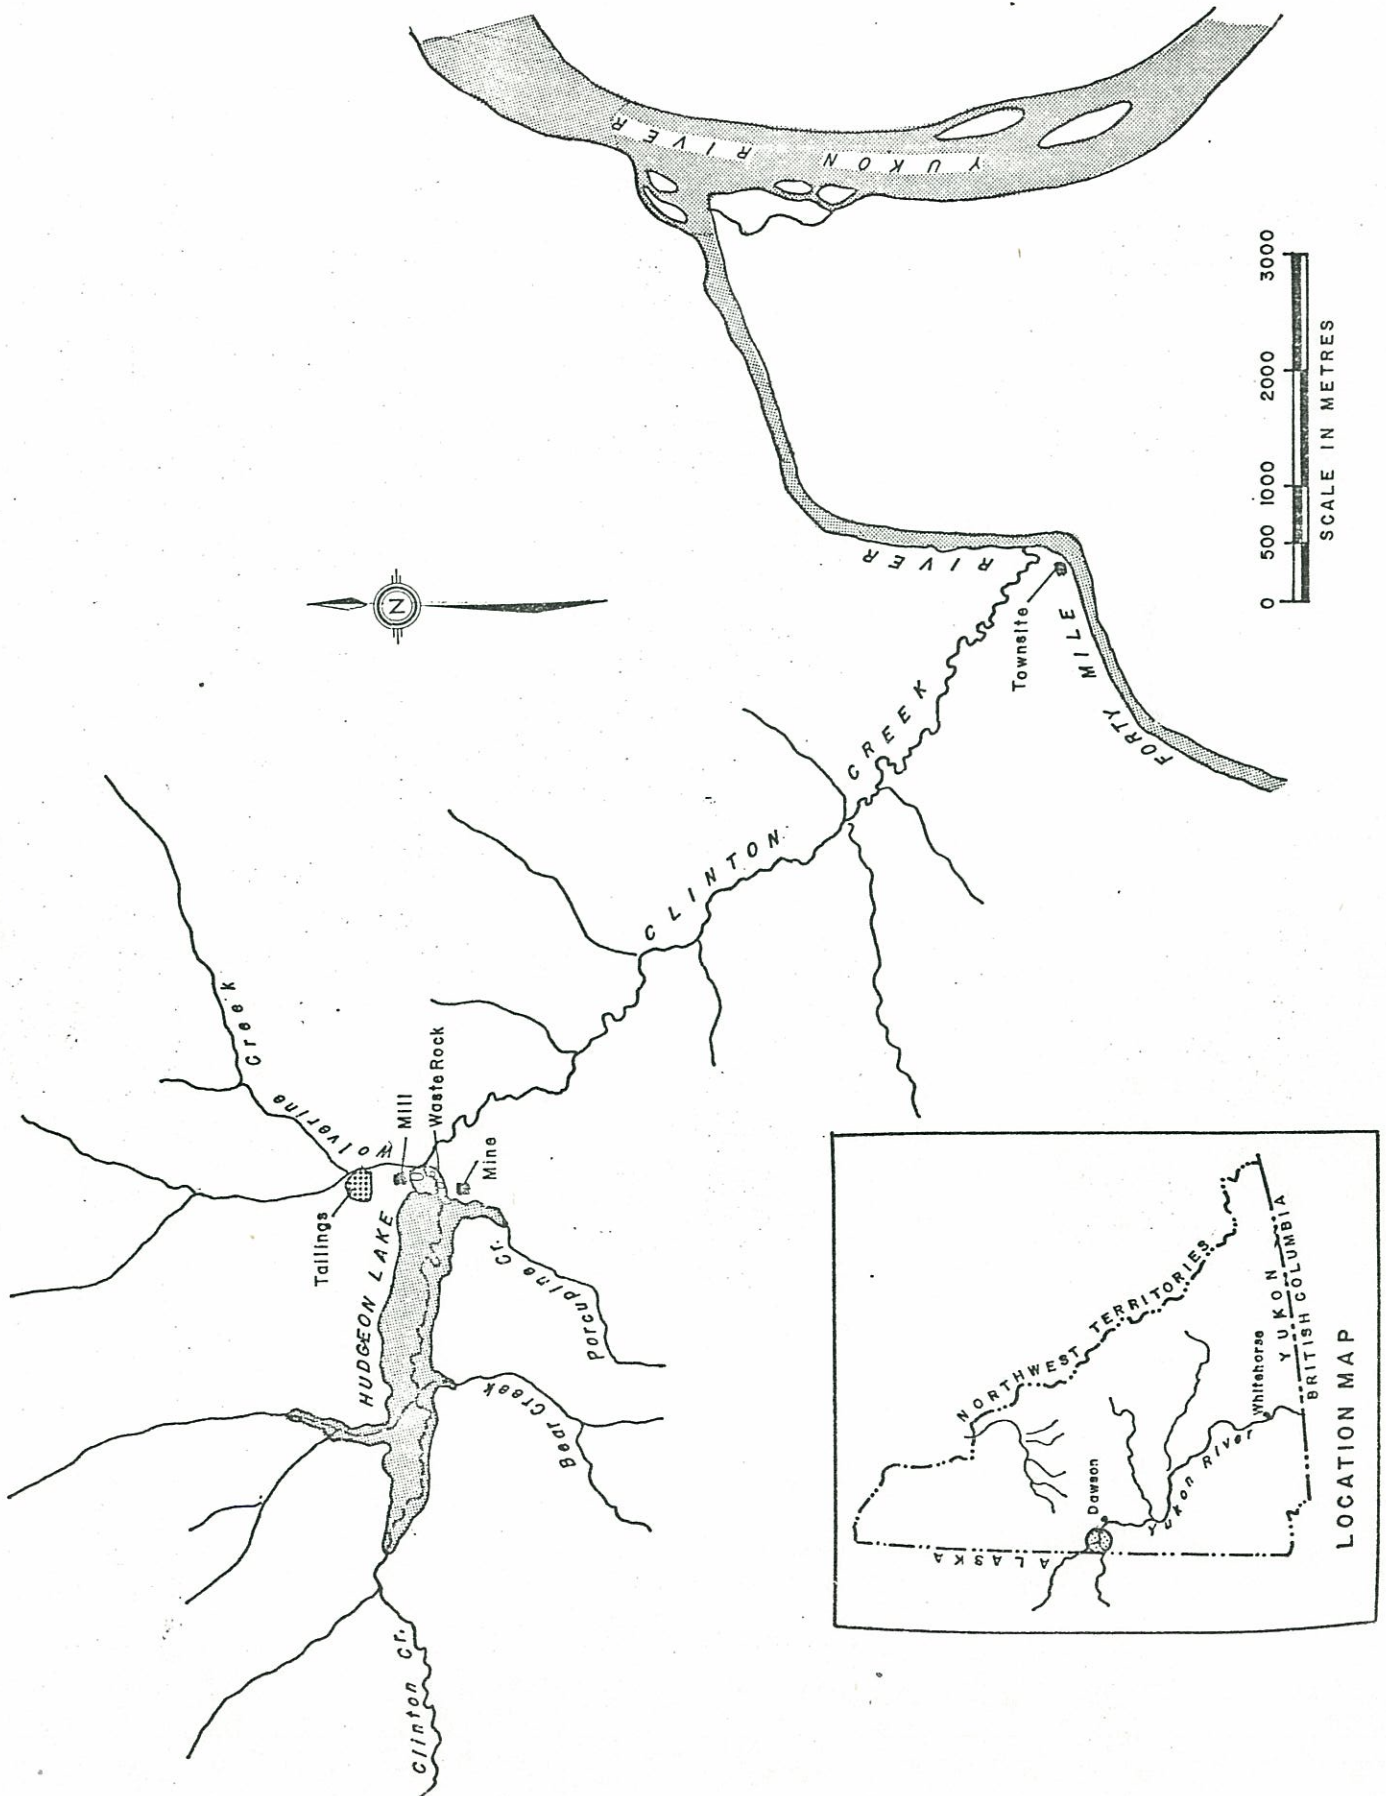 YUKON RIVER
N
FORTY MILE RIVER
Townsite
CLINTON CREEK
Wolverine Creek
Mill
Waste Rock
Mine
Tailings
HUDGEON LAKE
Porcupine Cr.
Bear Creek
Clinton Cr.
0 500 1000 2000 3000
SCALE IN METRES
NORTHWEST TERRITORIES
ALASKA
Dawson
Yukon River
Whitehorse
YUKON
BRITISH COLUMBIA
LOCATION MAP